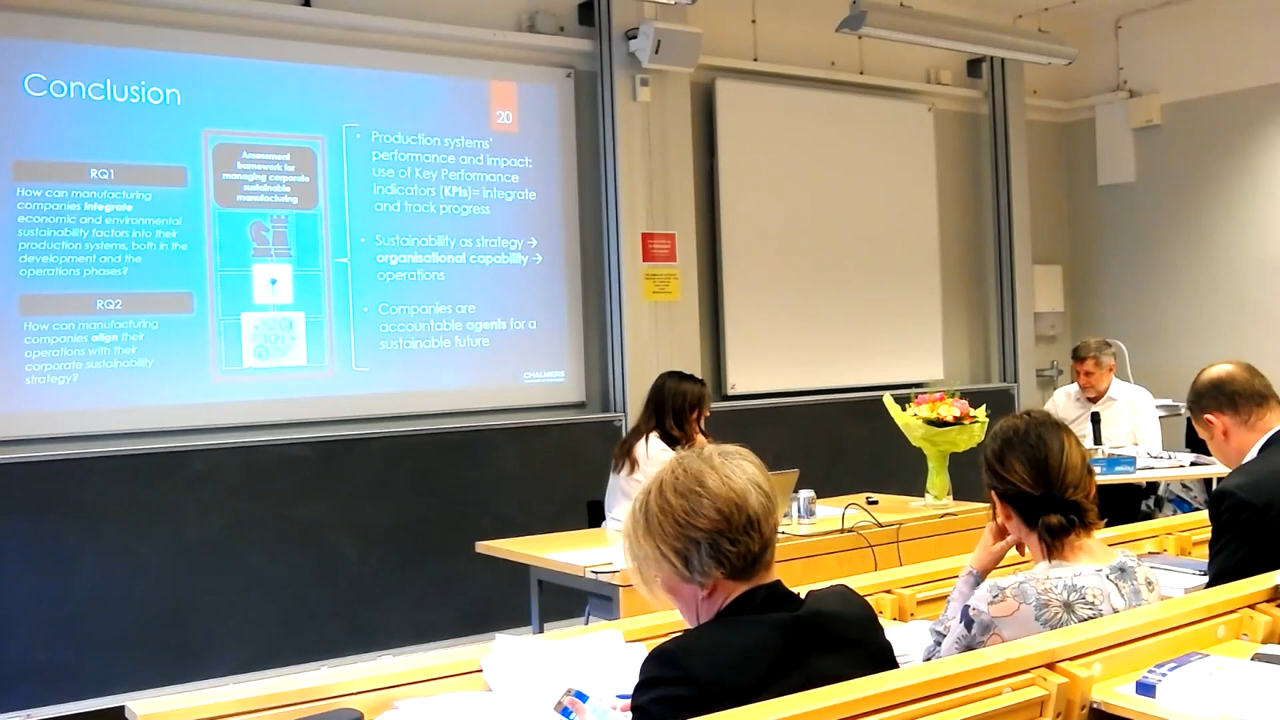 Conclusion
20
RQ1
How can manufacturing
companies integrate
economic and environmental
sustainability factors into their
production systems, both in the
development and the
operations phases?
RQ2
How can manufacturing
companies align their
operations with their
corporate sustainability
strategy?
Assessment
framework for
managing corporate
sustainable
manufacturing
• Production systems'
performance and impact:
use of Key Performance
Indicators (KPIs)= integrate
and track progress
• Sustainability as strategy →
organisational capability →
operations
• Companies are
accountable agents for a
sustainable future
CHALMERS